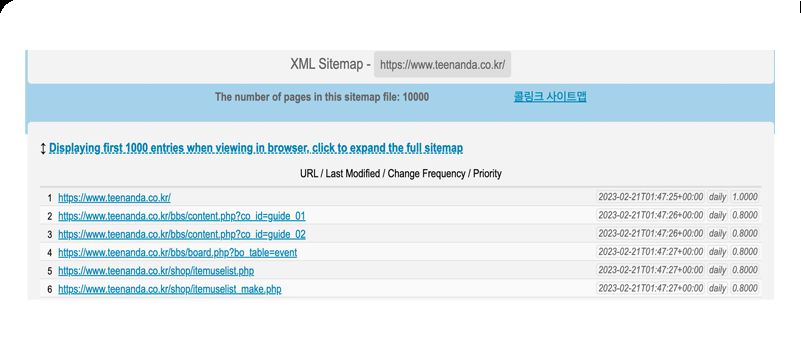 XML Sitemap - https://www.teenanda.co.kr/
The number of pages in this sitemap file: 10000 콜링크 사이트맵
↕ Displaying first 1000 entries when viewing in browser, click to expand the full sitemap
URL / Last Modified / Change Frequency / Priority
1 https://www.teenanda.co.kr/ 2023-02-21T01:47:25+00:00 daily 1.0000
2 https://www.teenanda.co.kr/bbs/content.php?co_id=guide_01 2023-02-21T01:47:26+00:00 daily 0.8000
3 https://www.teenanda.co.kr/bbs/content.php?co_id=guide_02 2023-02-21T01:47:26+00:00 daily 0.8000
4 https://www.teenanda.co.kr/bbs/board.php?bo_table=event 2023-02-21T01:47:27+00:00 daily 0.8000
5 https://www.teenanda.co.kr/shop/itemuselist.php 2023-02-21T01:47:27+00:00 daily 0.8000
6 https://www.teenanda.co.kr/shop/itemuselist_make.php 2023-02-21T01:47:27+00:00 daily 0.8000